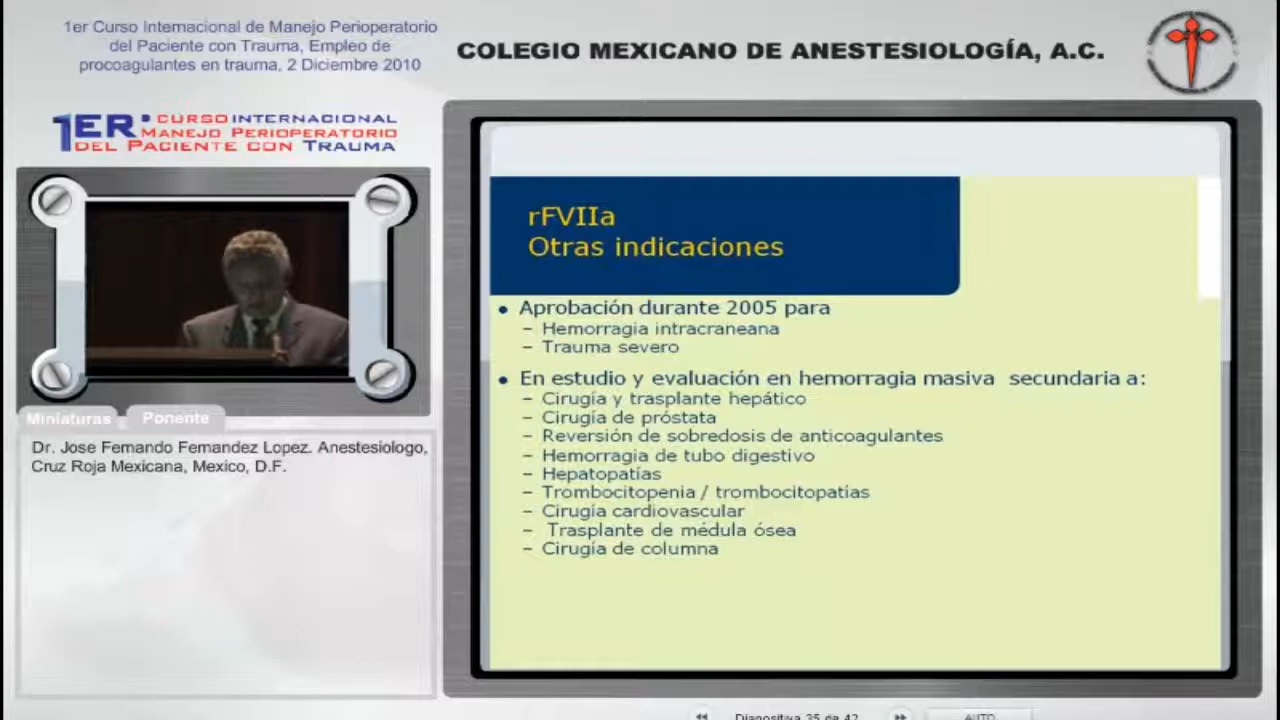 1er Curso Internacional de Manejo Perioperatorio
del Paciente con Trauma, Empleo de
procoagulantes en trauma, 2 Diciembre 2010
COLEGIO MEXICANO DE ANESTESIOLOGÍA, A.C.
1ER. CURSO INTERNACIONAL
MANEJO PERIOPERATORIO
DEL PACIENTE CON TRAUMA
Miniaturas Ponente
Dr. Jose Fernando Fernandez Lopez. Anestesiologo,
Cruz Roja Mexicana, Mexico, D.F.
rFVIIa
Otras indicaciones
• Aprobación durante 2005 para
– Hemorragia intracraneana
– Trauma severo
• En estudio y evaluación en hemorragia masiva secundaria a:
– Cirugía y trasplante hepático
– Cirugía de próstata
– Reversión de sobredosis de anticoagulantes
– Hemorragia de tubo digestivo
– Hepatopatías
– Trombocitopenia / trombocitopatías
– Cirugía cardiovascular
– Trasplante de médula ósea
– Cirugía de columna
Diapositiva 35 de 42
AUTO